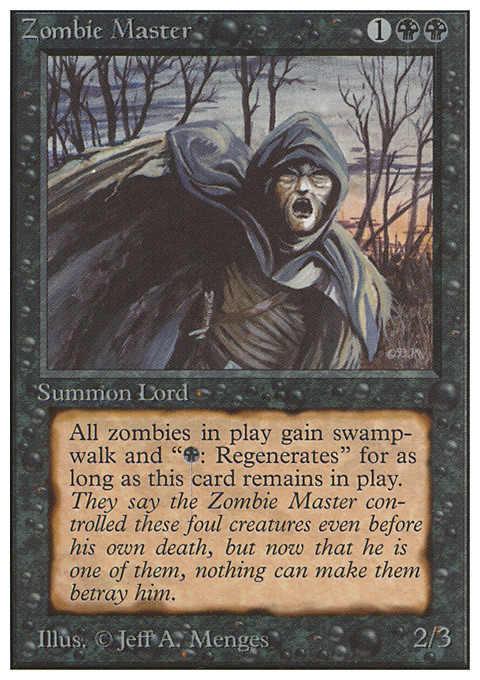 Zombie Master 1
©93 JM
Summon Lord
All zombies in play gain swamp-
walk and “ : Regenerates” for as
long as this card remains in play.
They say the Zombie Master con-
trolled these foul creatures even before
his own death, but now that he is
one of them, nothing can make them
betray him.
Illus. © Jeff A. Menges 2/3